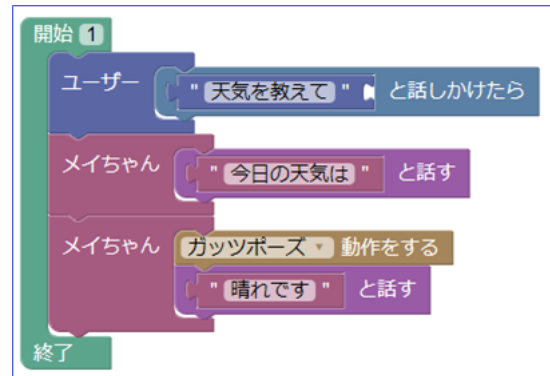 開始 1
ユーザー " 天気を教えて " と話しかけたら
メイちゃん " 今日の天気は " と話す
メイちゃん ガッツポーズ 動作をする
" 晴れです " と話す
終了